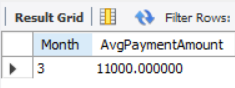 Result Grid Filter Rows:
Month AvgPaymentAmount
3 11000.000000